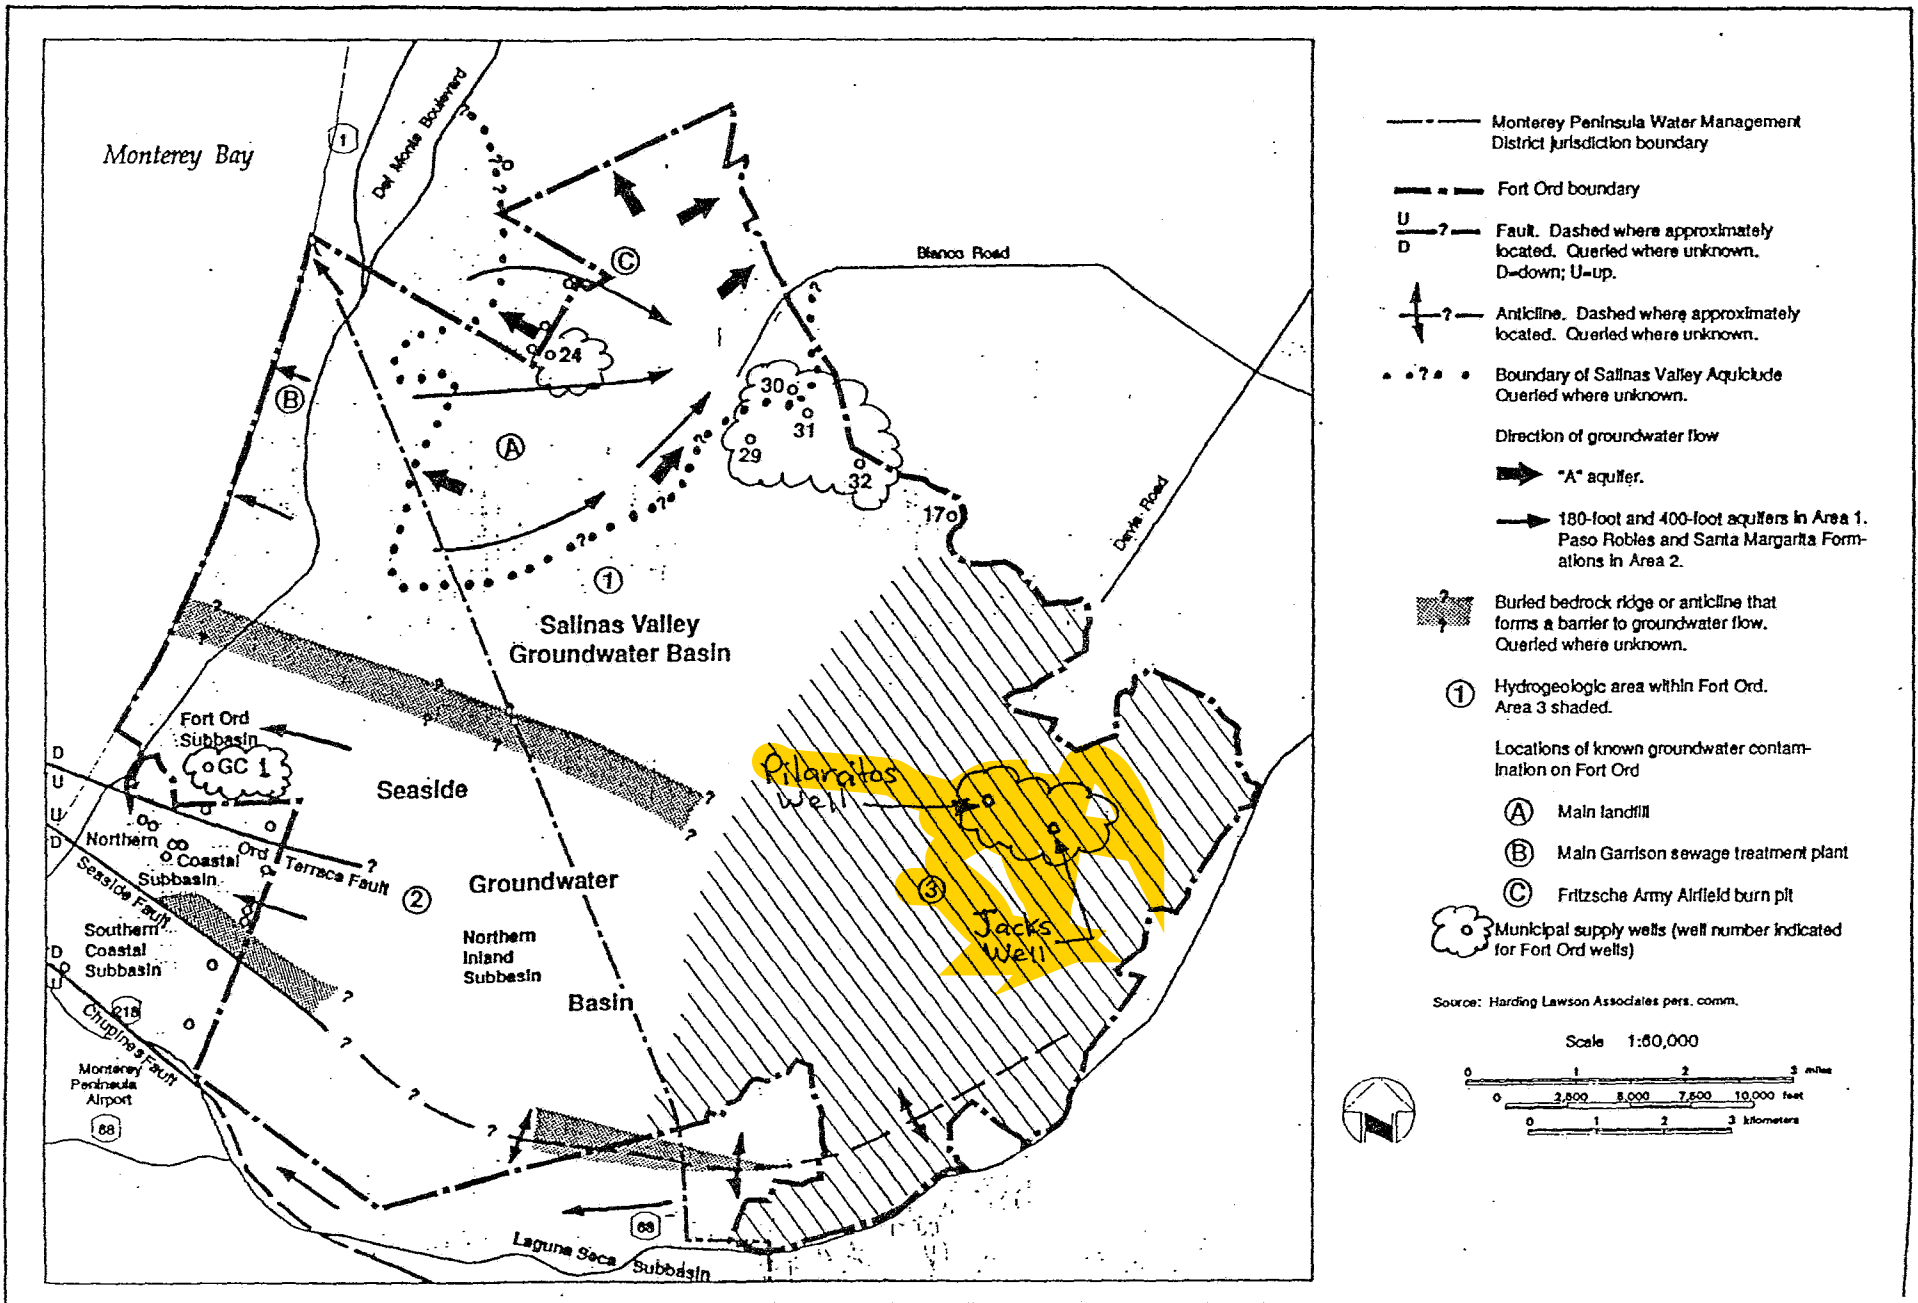 Monterey Bay
1
Del Monte Boulevard
?
?
?
C
Blanco Road
?
24
B
30
31
29
32
A
?
?
?
17
Davis Road
1
Salinas Valley
Groundwater Basin
?
?
?
?
?
?
?
Fort Ord
Subbasin
GC 1
D
U
U
D
Seaside
Pilarcitos
Well
Northern
Coastal
Subbasin
Ord Terrace Fault
?
Seaside Fault
2
Groundwater
3
Southern
Coastal
Subbasin
Northern
Inland
Subbasin
Jacks
Well
D
U
218
Chupines Fault
?
Basin
?
?
?
Monterey
Peninsula
Airport
68
68
Laguna Seca Subbasin
Monterey Peninsula Water Management
District jurisdiction boundary
Fort Ord boundary
U
?
D
Fault. Dashed where approximately
located. Queried where unknown.
D=down; U=up.
?
Anticline. Dashed where approximately
located. Queried where unknown.
?
Boundary of Salinas Valley Aquiclude
Queried where unknown.
Direction of groundwater flow
"A" aquifer.
180-foot and 400-foot aquifers in Area 1.
Paso Robles and Santa Margarita Form-
ations in Area 2.
?
?
Buried bedrock ridge or anticline that
forms a barrier to groundwater flow.
Queried where unknown.
1
Hydrogeologic area within Fort Ord.
Area 3 shaded.
Locations of known groundwater contam-
ination on Fort Ord
A Main landfill
B Main Garrison sewage treatment plant
C Fritzsche Army Airfield burn pit
Municipal supply wells (well number indicated
for Fort Ord wells)
Source: Harding Lawson Associates pers. comm.
Scale 1:60,000
0 1 2 3 miles
0 2,500 5,000 7,500 10,000 feet
0 1 2 3 kilometers
N